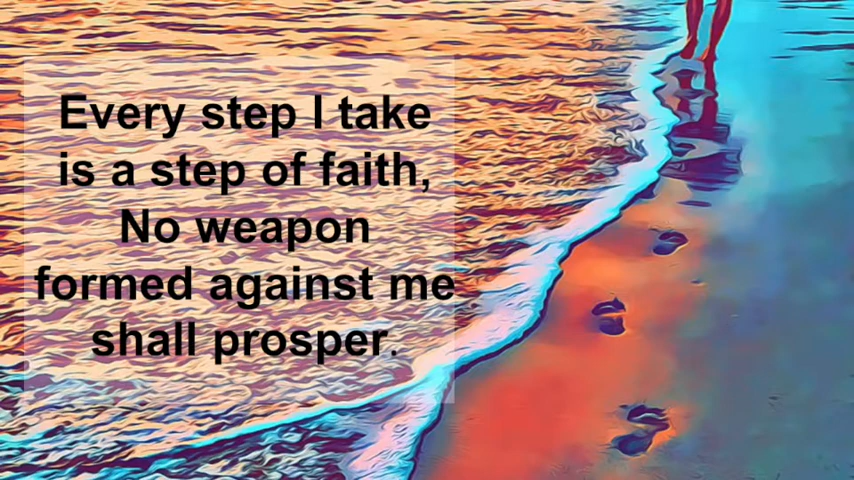 Every step I take
is a step of faith,
No weapon
formed against me
shall prosper.